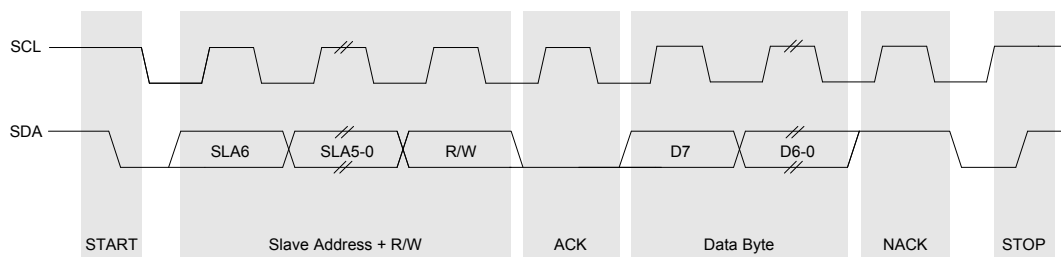 SCL
SDA
SLA6 SLA5-0 R/W D7 D6-0
START Slave Address + R/W ACK Data Byte NACK STOP